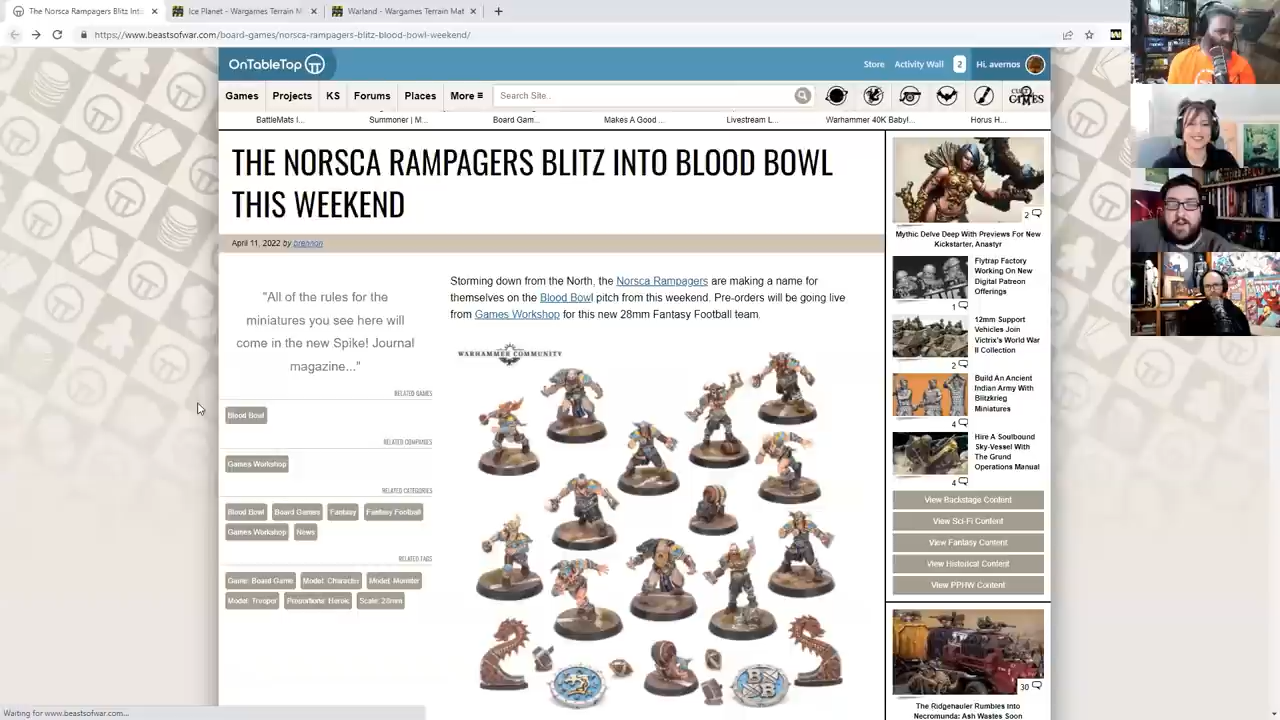 The Norsca Rampagers Blitz Int
Ice Planet - Wargames Terrain M
Warland - Wargames Terrain Mat
https://www.beastsofwar.com/board-games/norsca-rampagers-blitz-blood-bowl-weekend/
OnTableTop
Store
Activity Wall
2
Hi, avernos
Games
Projects
KS
Forums
Places
More
Search Site..
GAMES
BattleMats I...
Summoner | M...
Board Gam...
Makes A Good ...
Livestream L...
Warhammer 40K Baby!...
Horus H...
THE NORSCA RAMPAGERS BLITZ INTO BLOOD BOWL
THIS WEEKEND
April 11, 2022 by brennon
"All of the rules for the
miniatures you see here will
come in the new Spike! Journal
magazine..."
RELATED GAMES
Blood Bowl
RELATED COMPANIES
Games Workshop
RELATED CATEGORIES
Blood Bowl
Board Games
Fantasy
Fantasy Football
Games Workshop
News
RELATED TAGS
Game: Board Game
Model: Character
Model: Monster
Model: Trooper
Proportions: Heroic
Scale: 28mm
Storming down from the North, the Norsca Rampagers are making a name for
themselves on the Blood Bowl pitch from this weekend. Pre-orders will be going live
from Games Workshop for this new 28mm Fantasy Football team.
WARHAMMER COMMUNITY
2
Mythic Delve Deep With Previews For New
Kickstarter, Anastyr
Flytrap Factory
Working On New
Digital Patreon
Offerings
1
12mm Support
Vehicles Join
Victrix's World War
II Collection
2
Build An Ancient
Indian Army With
Blitzkrieg
Miniatures
4
Hire A Soulbound
Sky-Vessel With
The Grund
Operations Manual
4
View Backstage Content
View Sci-Fi Content
View Fantasy Content
View Historical Content
View PPHW Content
30
The Ridgehauler Rumbles Into
Necromunda: Ash Wastes Soon
Waiting for www.beastsofwar.com...